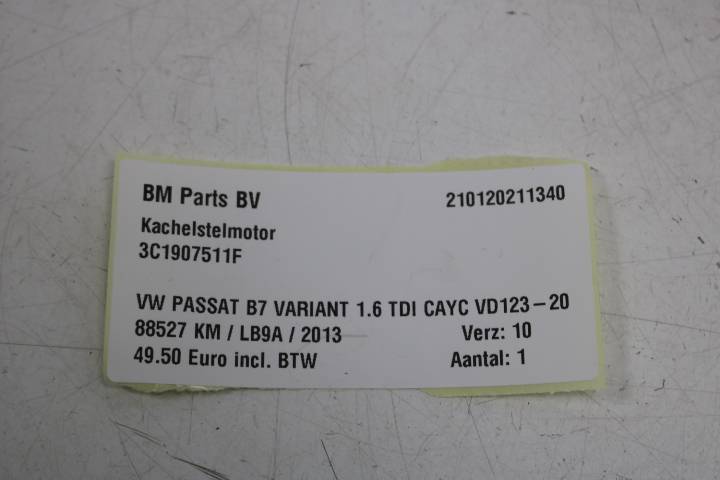 BM Parts BV 210120211340
Kachelstelmotor
3C1907511F
VW PASSAT B7 VARIANT 1.6 TDI CAYC VD123-20
88527 KM / LB9A / 2013 Verz: 10
49.50 Euro incl. BTW Aantal: 1